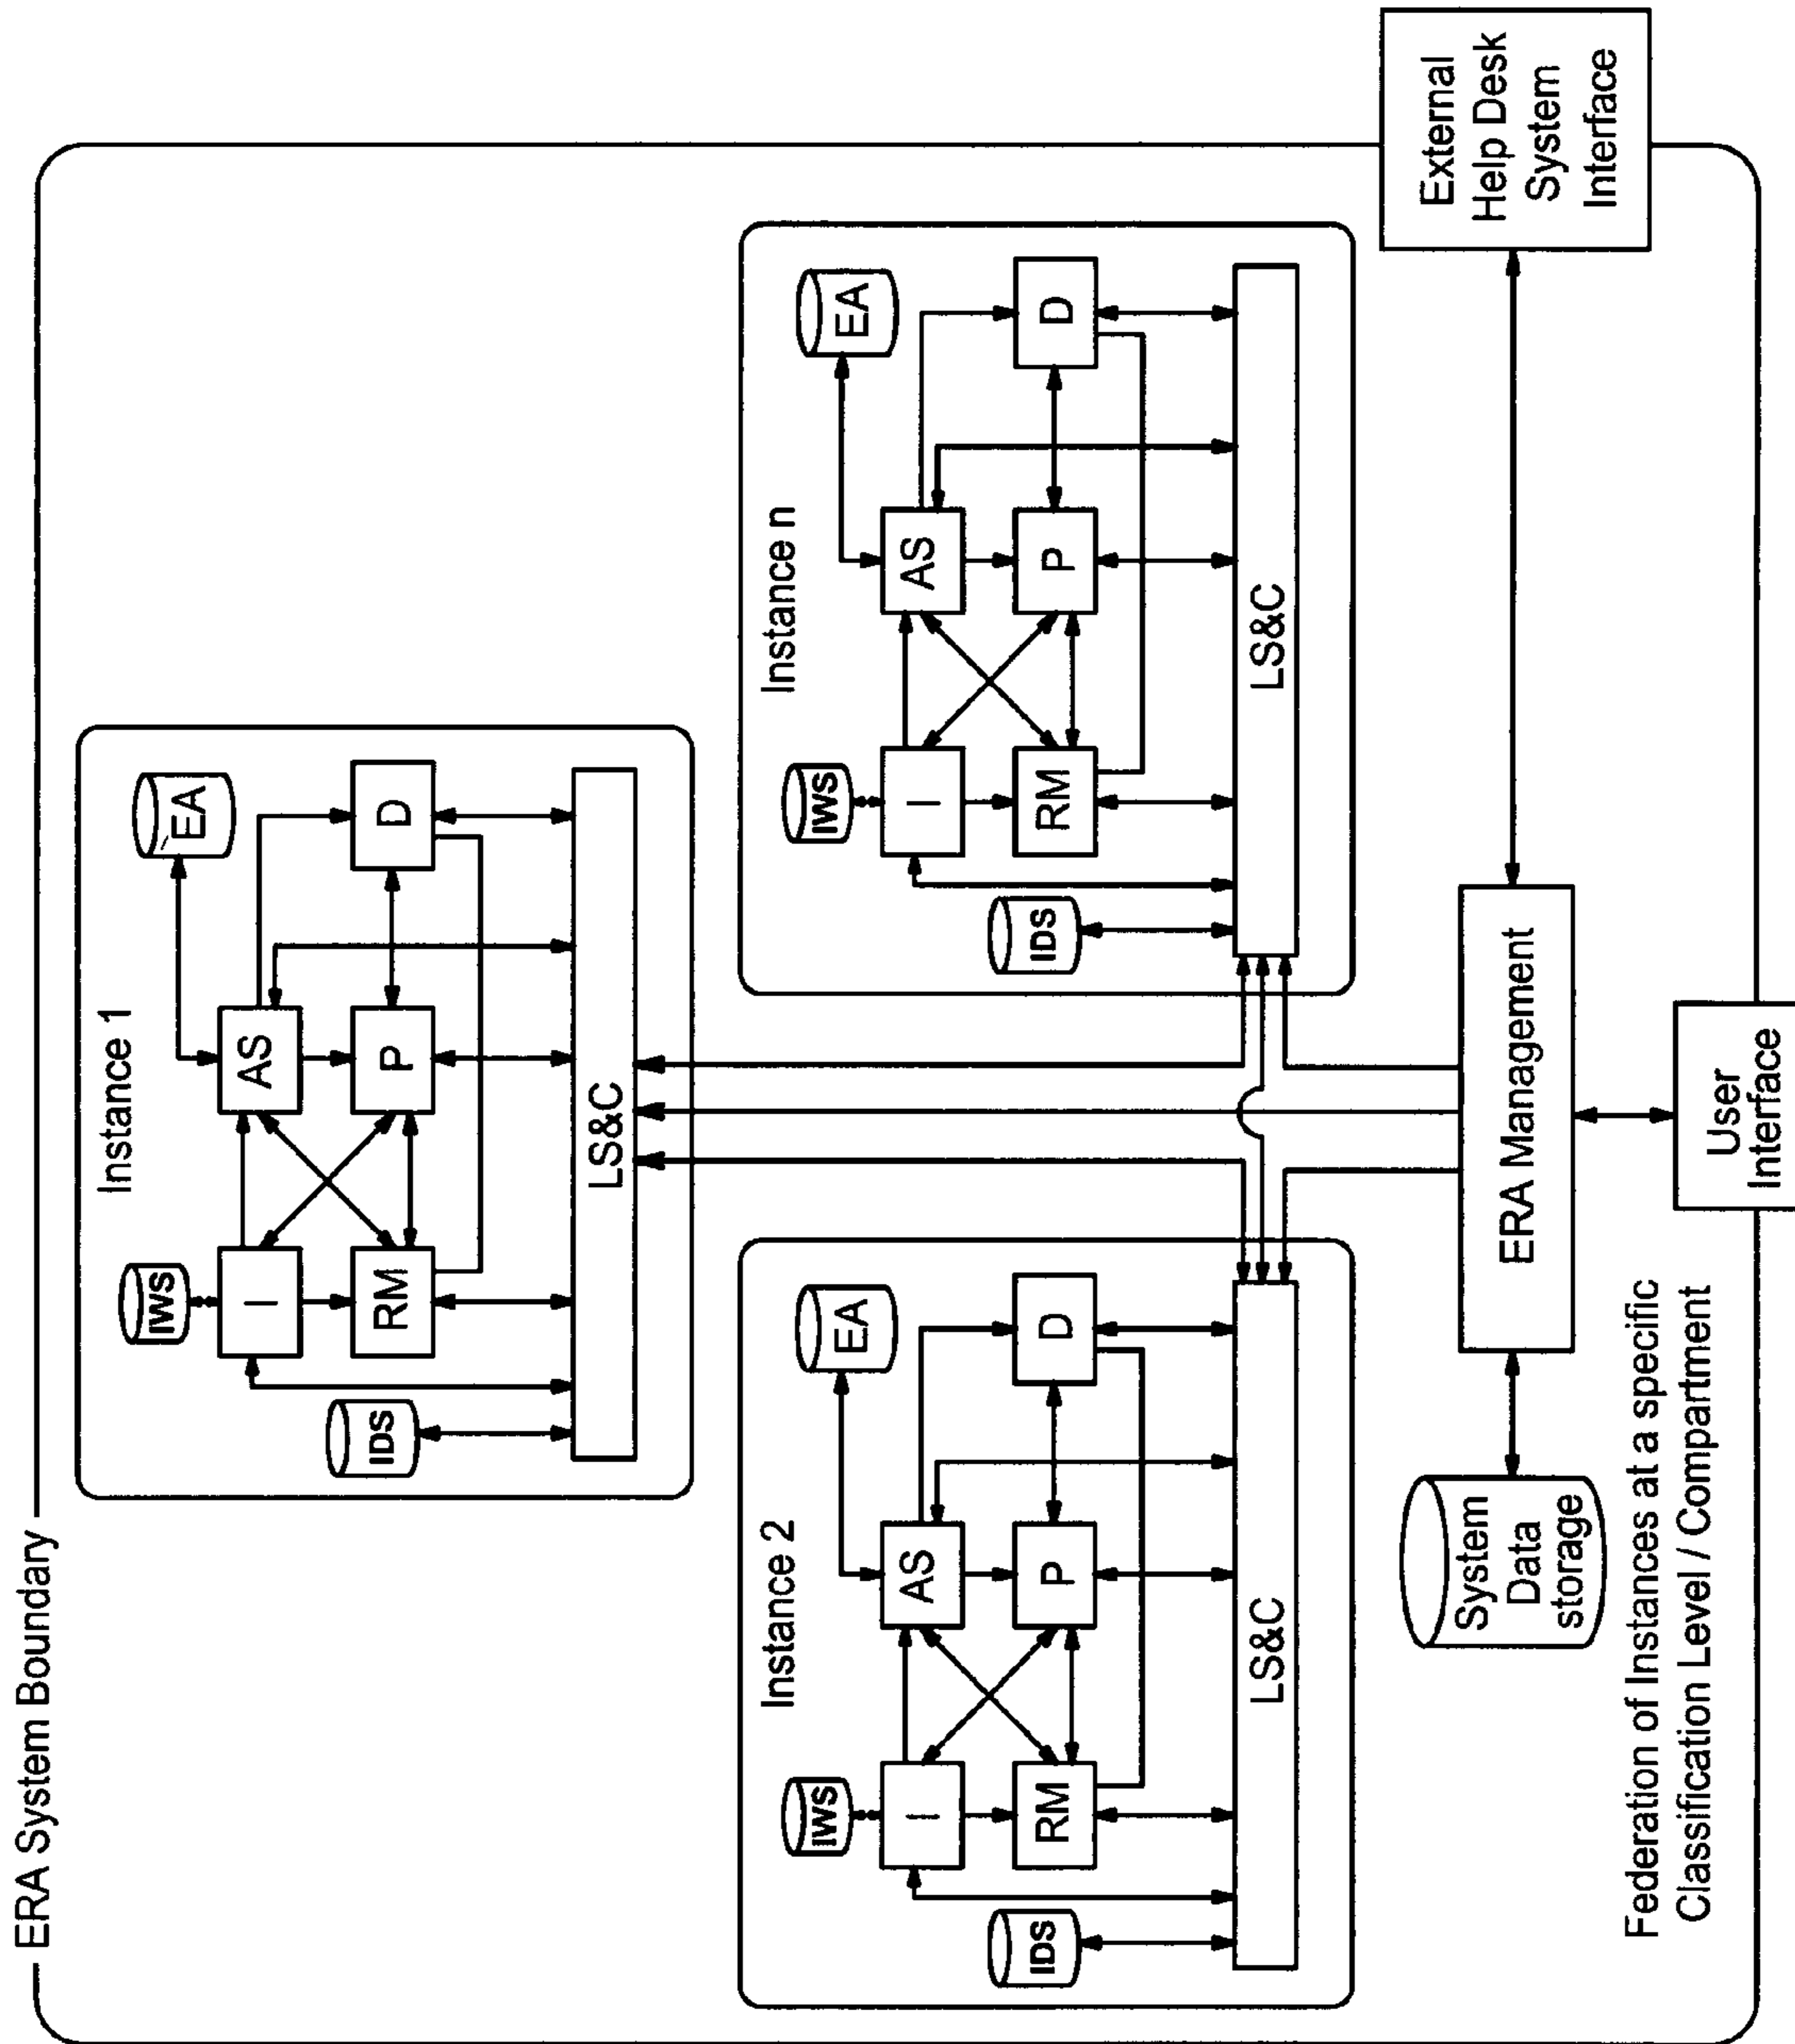 ERA System Boundary
Instance 1
IWS
EA
I
AS
RM
P
D
IDS
LS&C
Instance 2
IWS
EA
I
AS
RM
P
D
IDS
LS&C
Instance n
IWS
EA
I
AS
RM
P
D
IDS
LS&C
System
Data
storage
ERA Management
External
Help Desk
System
Interface
Federation of Instances at a specific
Classification Level / Compartment
User
Interface